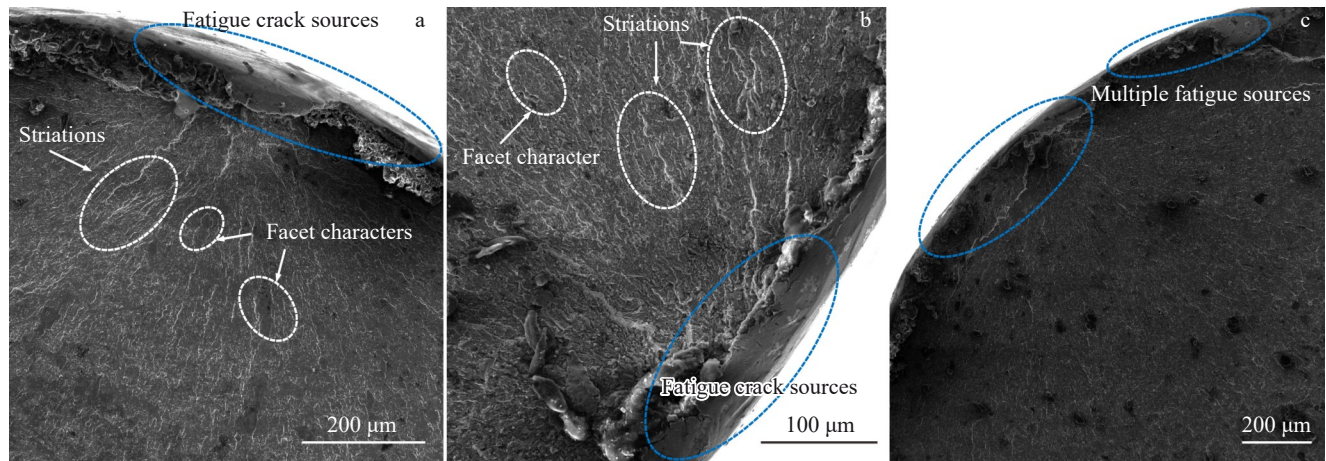 Fatigue crack sources
a
Striations
Facet characters
200 μm
Striations
b
Facet character
Fatigue crack sources
100 μm
c
Multiple fatigue sources
200 μm